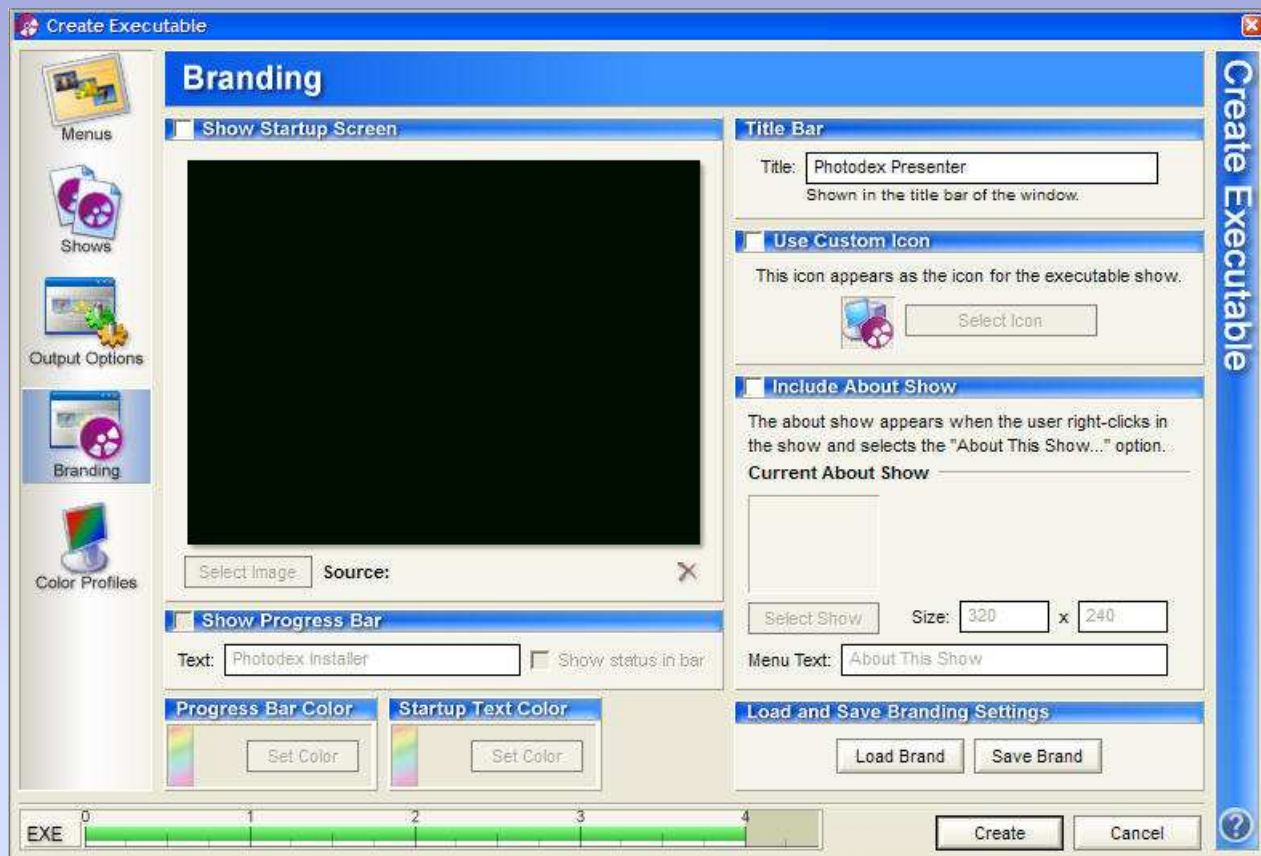 Create Executable
Menus
Shows
Output Options
Branding
Color Profiles
Branding
Show Startup Screen
Select Image Source:
Show Progress Bar
Text: Photodex Installer Show status in bar
Progress Bar Color
Set Color
Startup Text Color
Set Color
Title Bar
Title: Photodex Presenter
Shown in the title bar of the window.
Use Custom Icon
This icon appears as the icon for the executable show.
Select Icon
Include About Show
The about show appears when the user right-clicks in
the show and selects the "About This Show..." option.
Current About Show
Select Show Size: 320 x 240
Menu Text: About This Show
Load and Save Branding Settings
Load Brand Save Brand
Create Executable
?
EXE 0 1 2 3 4
Create Cancel